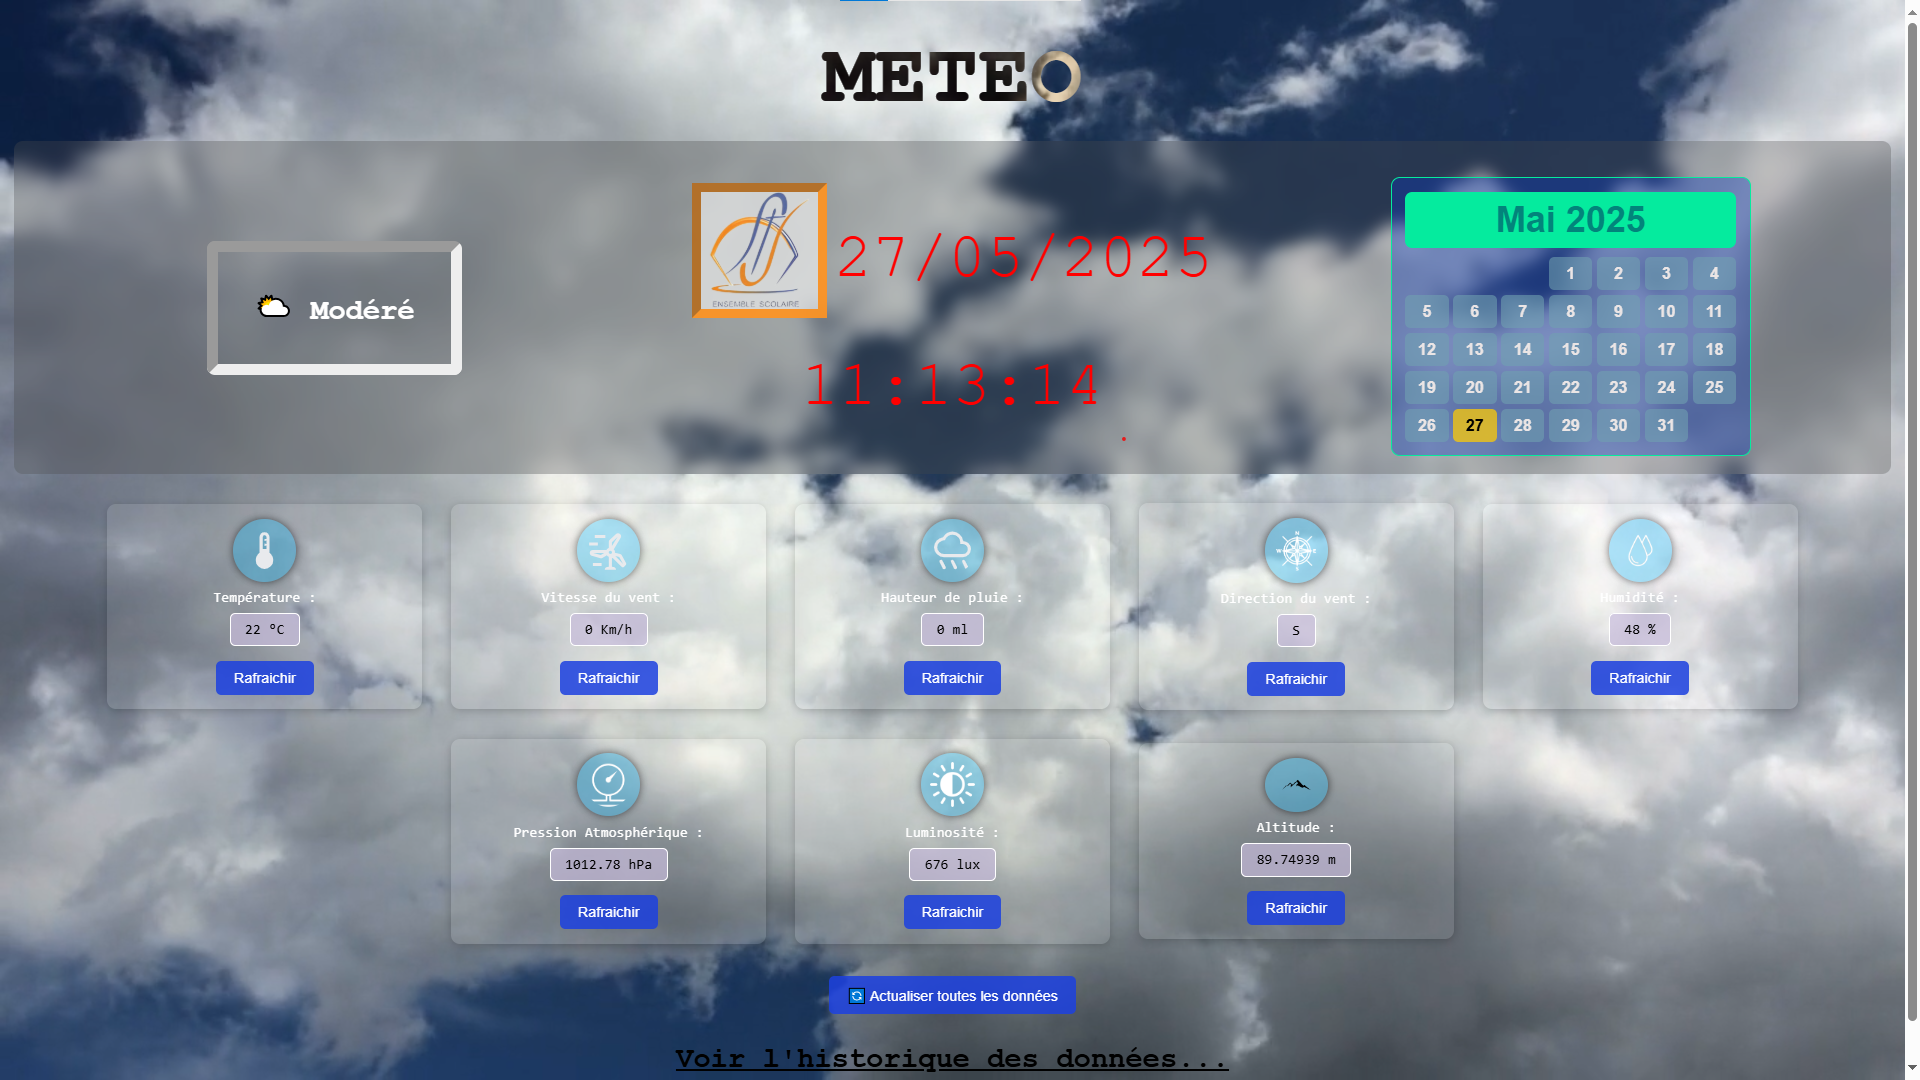 METEO
Modéré
ENSEMBLE SCOLAIRE
27/05/2025
11:13:14
Mai 2025
1 2 3 4
5 6 7 8 9 10 11
12 13 14 15 16 17 18
19 20 21 22 23 24 25
26 27 28 29 30 31
Température :
22 °C
Rafraichir
Vitesse du vent :
0 Km/h
Rafraichir
Hauteur de pluie :
0 ml
Rafraichir
Direction du vent :
S
Rafraichir
Humidité :
48 %
Rafraichir
Pression Atmosphérique :
1012.78 hPa
Rafraichir
Luminosité :
676 lux
Rafraichir
Altitude :
89.74939 m
Rafraichir
Actualiser toutes les données
Voir l'historique des données...